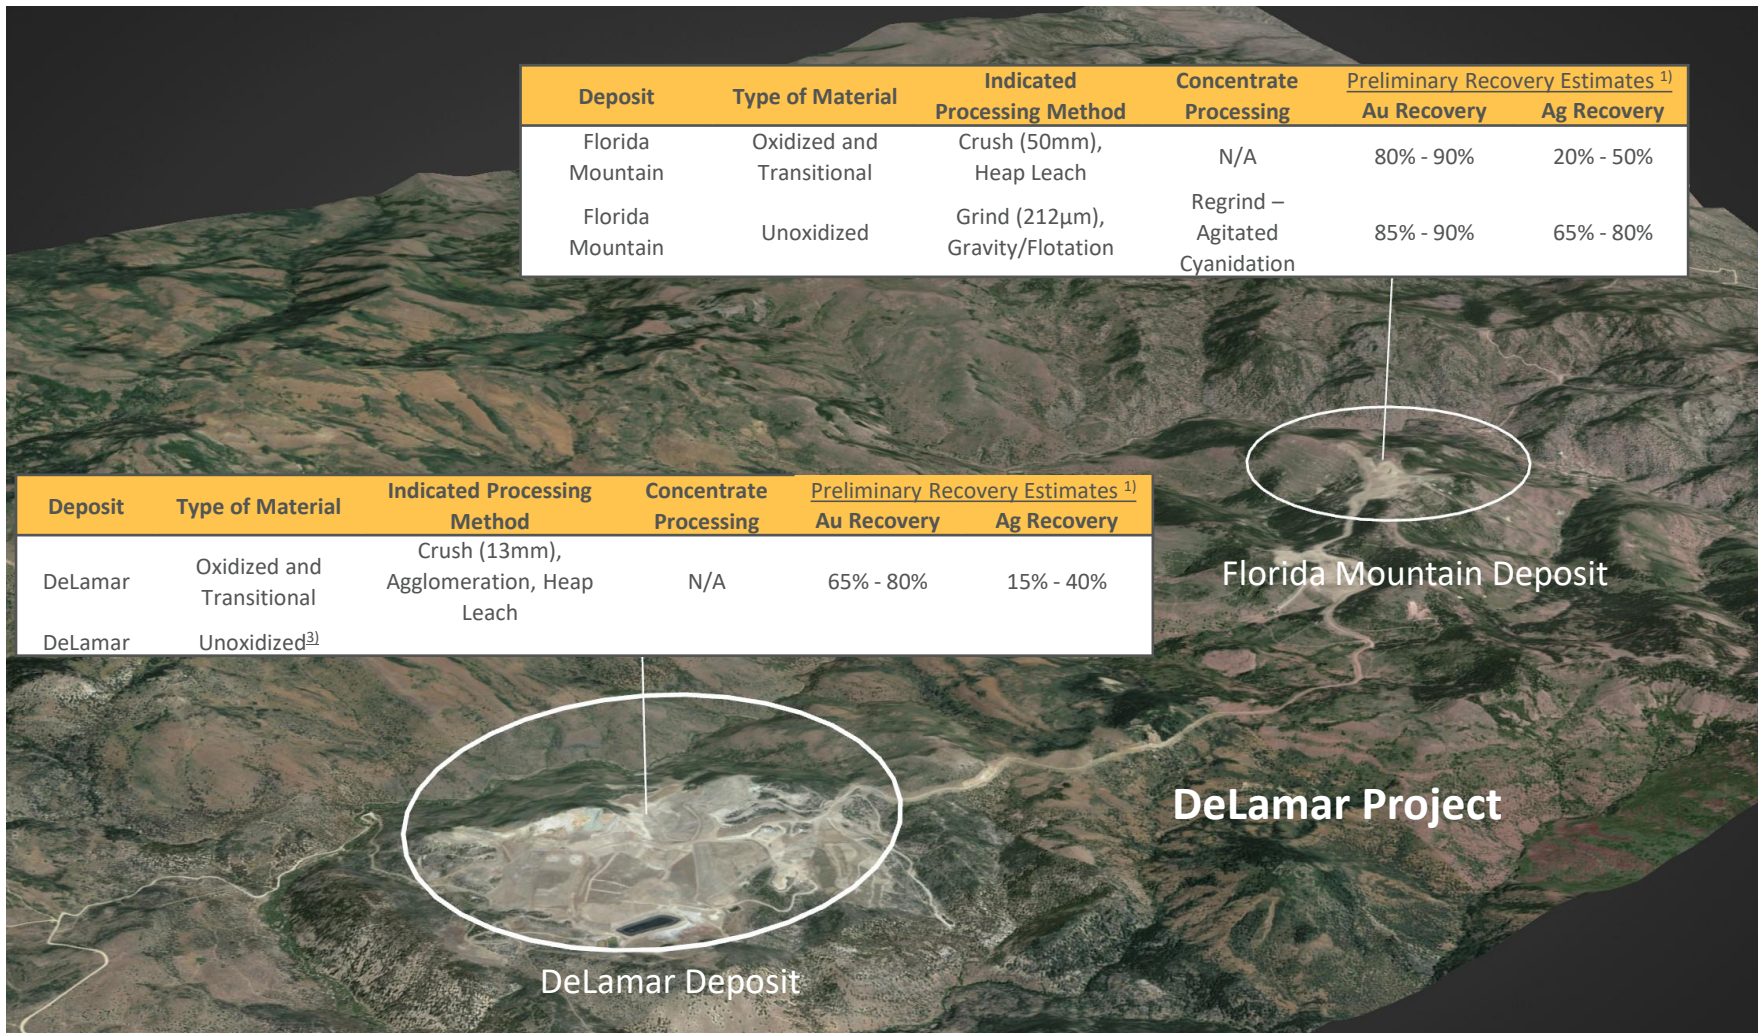 Deposit Type of Material Indicated Processing Method Concentrate Processing Preliminary Recovery Estimates 1)
Au Recovery Ag Recovery
Florida Mountain Oxidized and Transitional Crush (50mm), Heap Leach N/A 80% - 90% 20% - 50%
Florida Mountain Unoxidized Grind (212µm), Gravity/Flotation Regrind – Agitated Cyanidation 85% - 90% 65% - 80%
Deposit Type of Material Indicated Processing Method Concentrate Processing Preliminary Recovery Estimates 1)
Au Recovery Ag Recovery
DeLamar Oxidized and Transitional Crush (13mm), Agglomeration, Heap Leach N/A 65% - 80% 15% - 40%
DeLamar Unoxidized3)
Florida Mountain Deposit
DeLamar Project
DeLamar Deposit